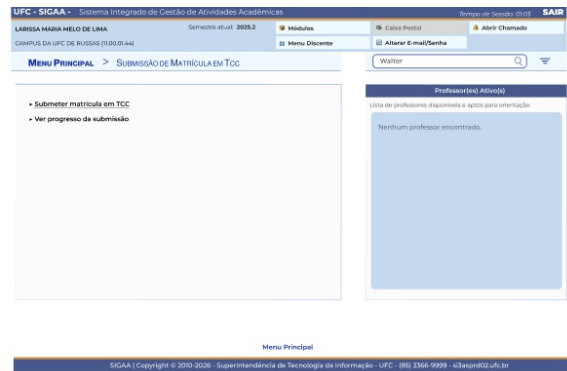 UFC - SIGAA - Sistema Integrado de Gestão de Atividades Acadêmicas
Tempo de Sessão: 01:03 SAIR
LARISSA MARIA MELO DE LIMA
Semestre atual: 2025.2
Módulos
Caixa Postal
Abrir Chamado
CAMPUS DA UFC DE RUSSAS (11.00.01.44)
Menu Discente
Alterar E-mail/Senha
MENU PRINCIPAL > SUBMISSÃO DE MATRÍCULA EM TCC
Walter
Submeter matrícula em TCC
Ver progresso da submissão
Professor(es) Ativo(s)
Lista de professores disponíveis e aptos para orientação
Nenhum professor encontrado.
Menu Principal
SIGAA | Copyright © 2010-2026 - Superintendência de Tecnologia da Informação - UFC - (85) 3366-9999 - si3asprd02.ufc.br